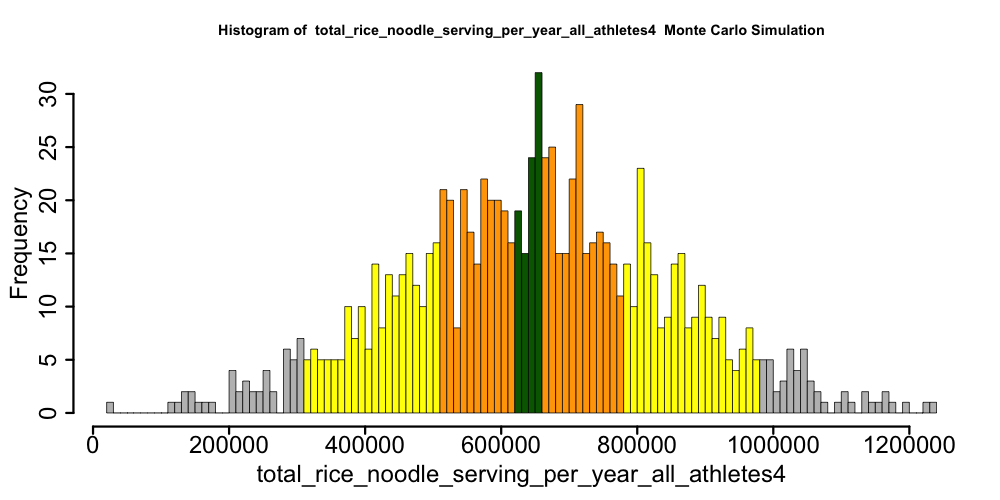 Histogram of  total_rice_noodle_serving_per_year_all_athletes4  Monte Carlo Simulation
Frequency
30
25
20
15
10
5
0
0 200000 400000 600000 800000 1000000 1200000
total_rice_noodle_serving_per_year_all_athletes4